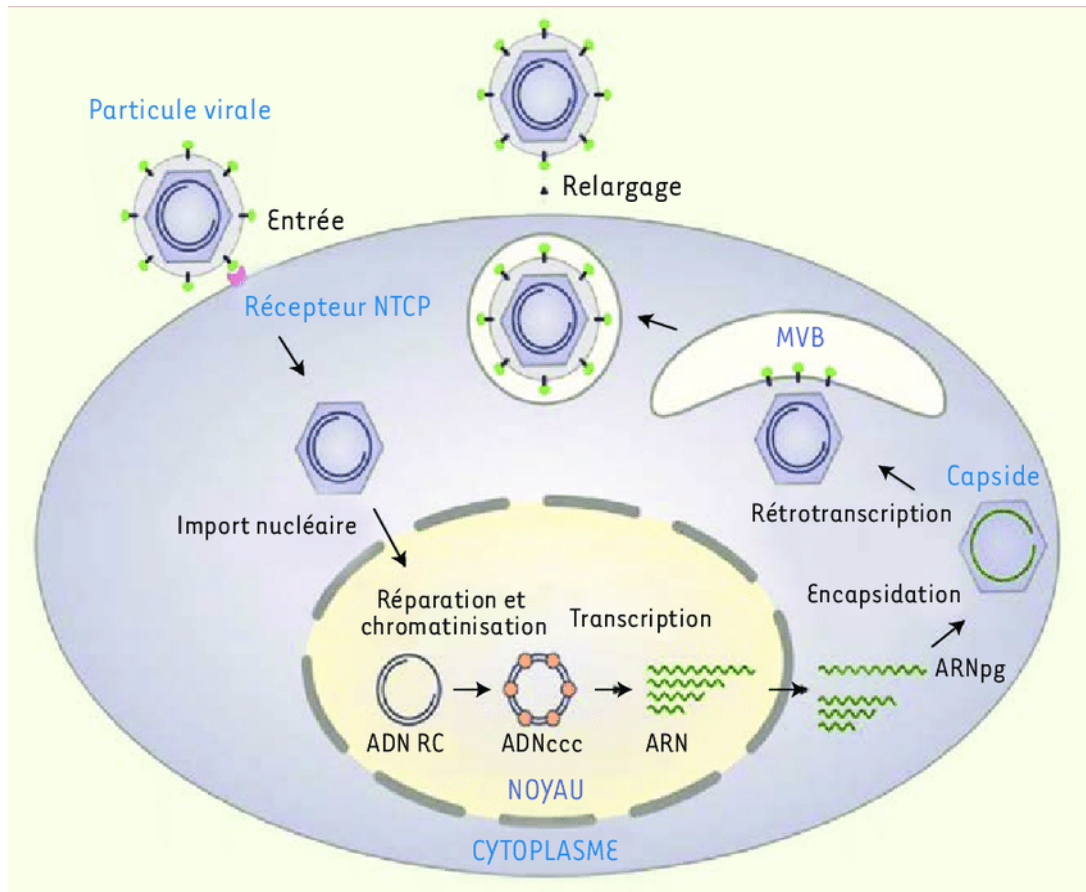 Particule virale
Relargage
Entrée
Récepteur NTCP
MVB
Capside
Rétrotranscription
Import nucléaire
Encapsidation
Réparation et
chromatinisation
Transcription
ARNpg
ADN RC
ADNccc
ARN
NOYAU
CYTOPLASME